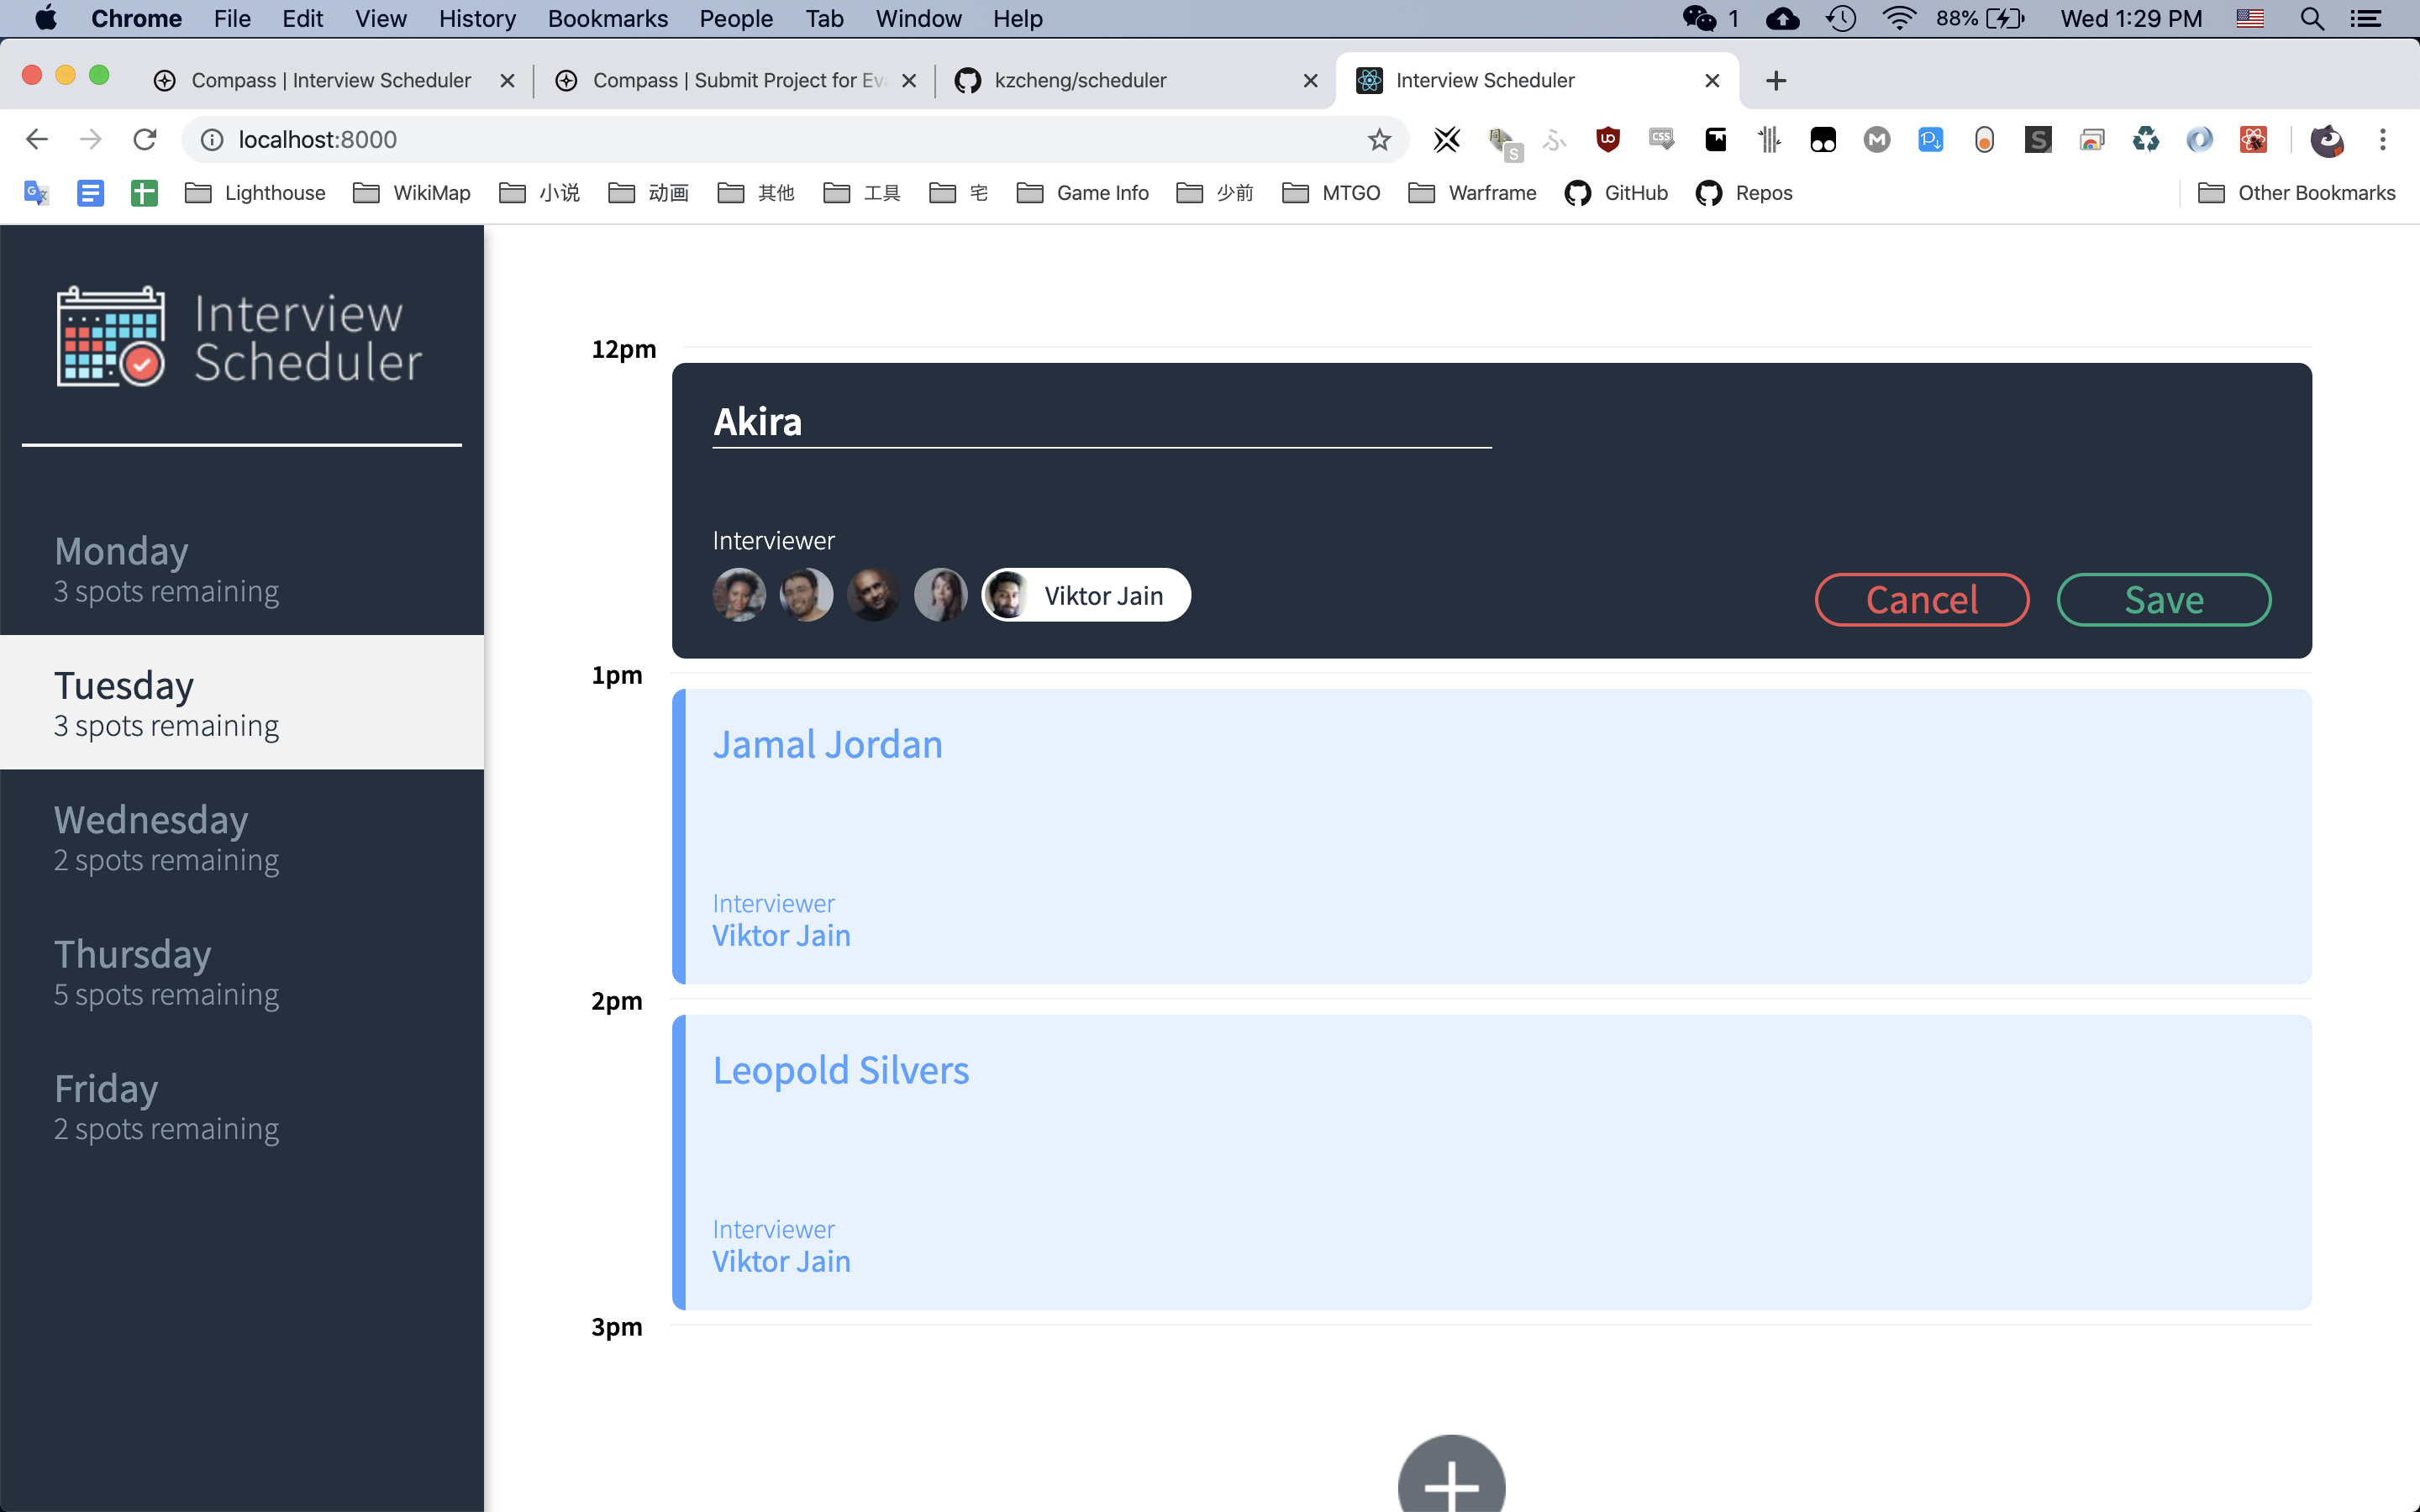 Chrome File Edit View History Bookmarks People Tab Window Help 1 88% Wed 1:29 PM
Compass | Interview Scheduler
Compass | Submit Project for Ev
kzcheng/scheduler
Interview Scheduler
localhost:8000
Lighthouse WikiMap 小说 动画 其他 工具 宅 Game Info 少前 MTGO Warframe GitHub Repos Other Bookmarks
Interview
Scheduler
Monday
3 spots remaining
Tuesday
3 spots remaining
Wednesday
2 spots remaining
Thursday
5 spots remaining
Friday
2 spots remaining
12pm
Akira
Interviewer
Viktor Jain
Cancel
Save
1pm
Jamal Jordan
Interviewer
Viktor Jain
2pm
Leopold Silvers
Interviewer
Viktor Jain
3pm